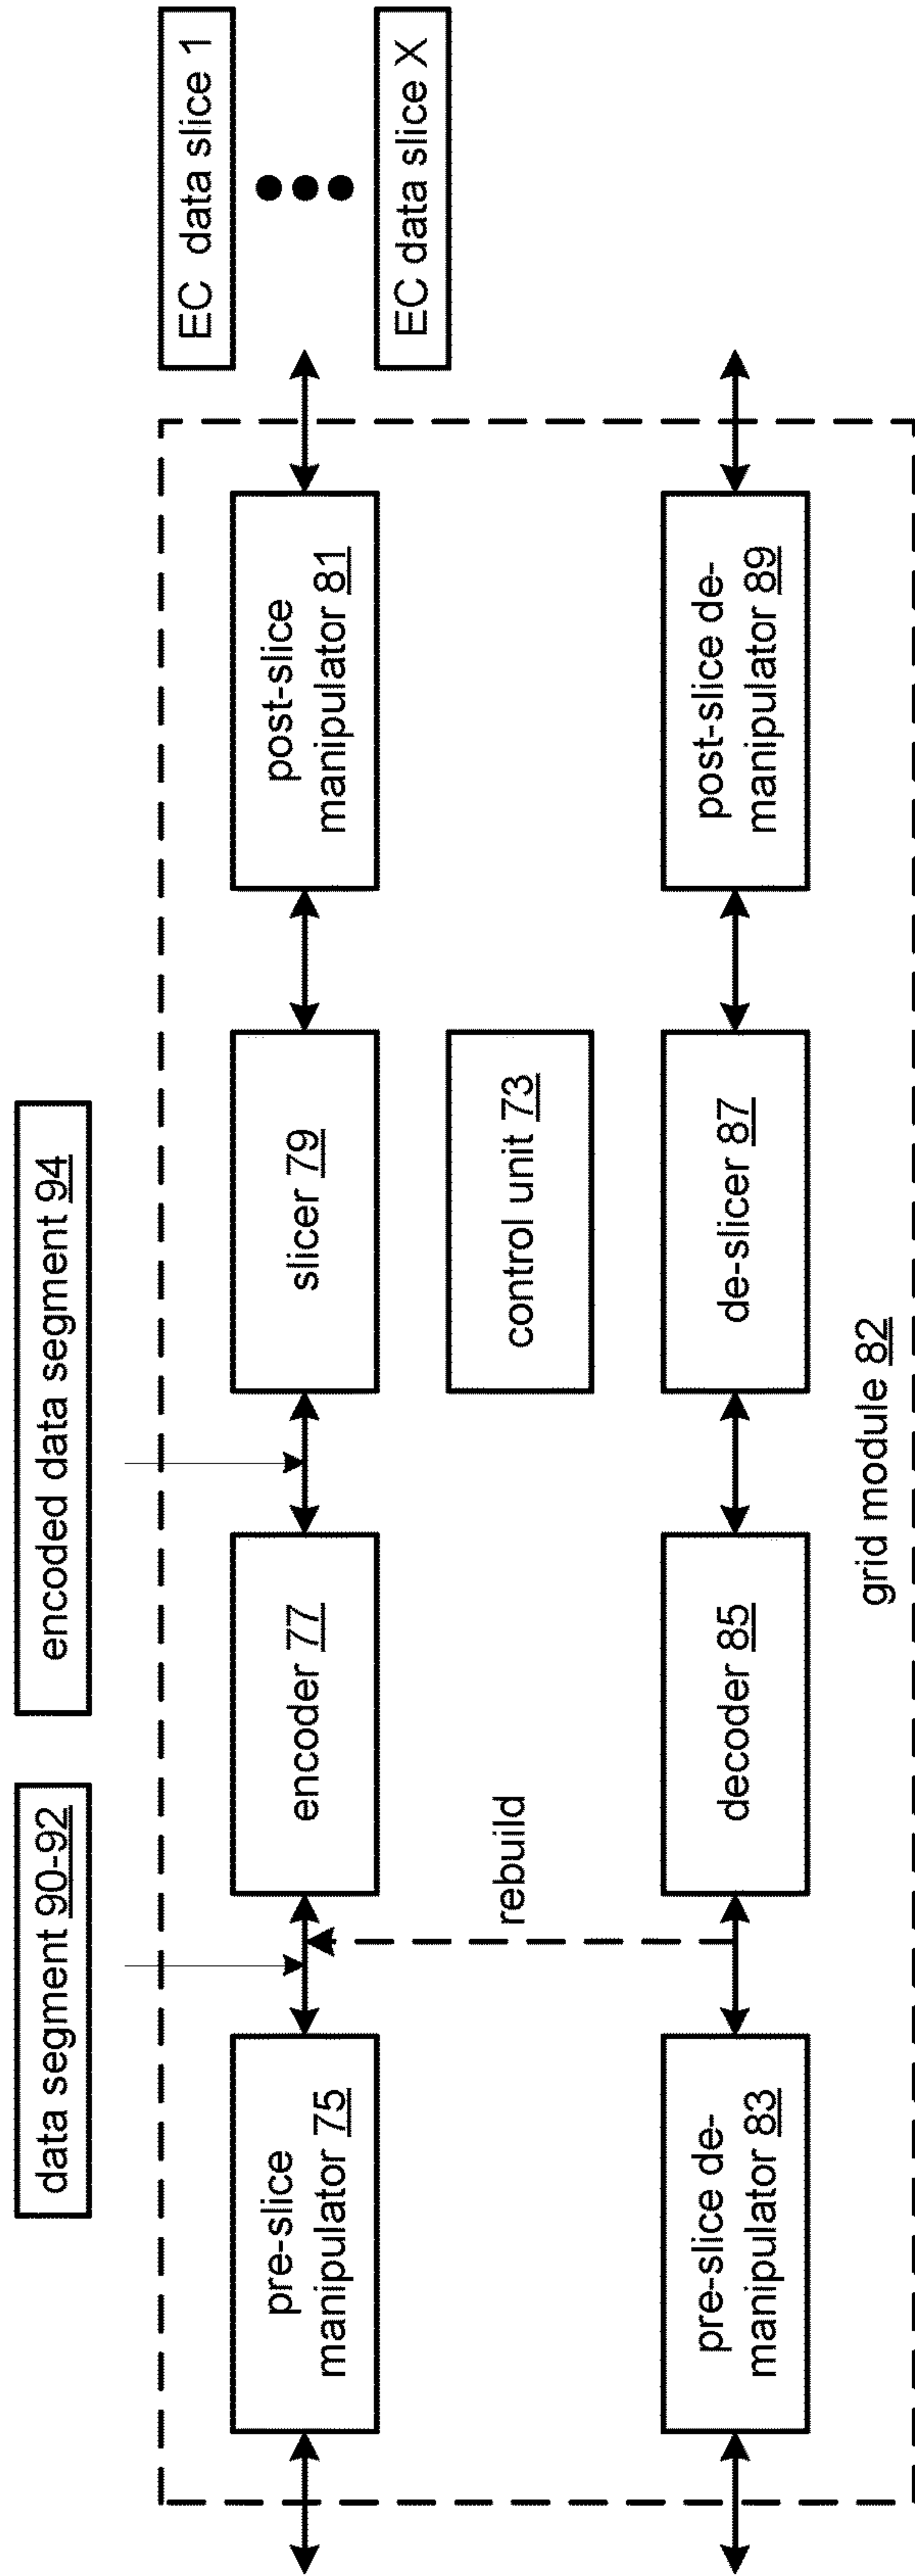 data segment 90-92
encoded data segment 94
EC data slice 1
EC data slice X
pre-slice
manipulator 75
encoder 77
slicer 79
post-slice
manipulator 81
rebuild
control unit 73
pre-slice de-
manipulator 83
decoder 85
de-slicer 87
post-slice de-
manipulator 89
grid module 82